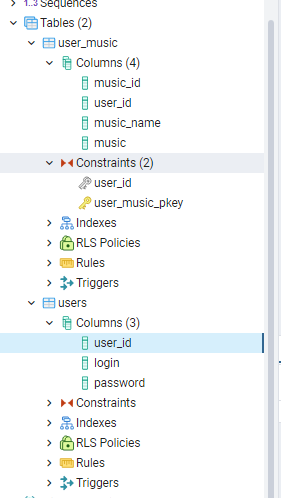 1..3 Sequences
Tables (2)
user_music
Columns (4)
music_id
user_id
music_name
music
Constraints (2)
user_id
user_music_pkey
Indexes
RLS Policies
Rules
Triggers
users
Columns (3)
user_id
login
password
Constraints
Indexes
RLS Policies
Rules
Triggers